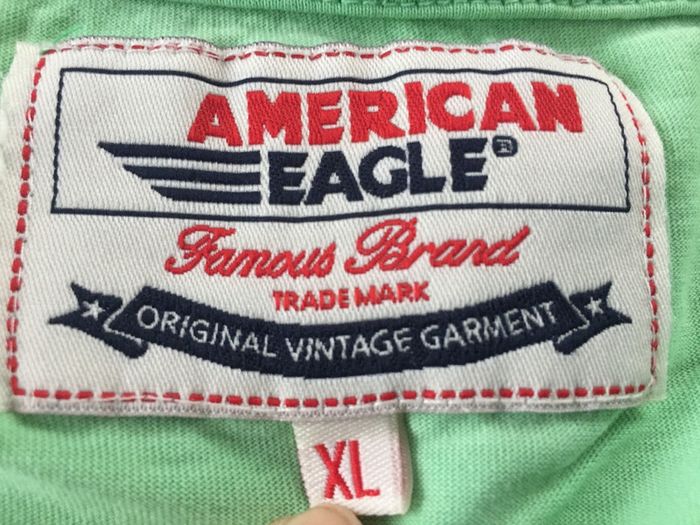 AMERICAN
EAGLE®
Famous Brand
TRADE MARK
ORIGINAL VINTAGE GARMENT
XL